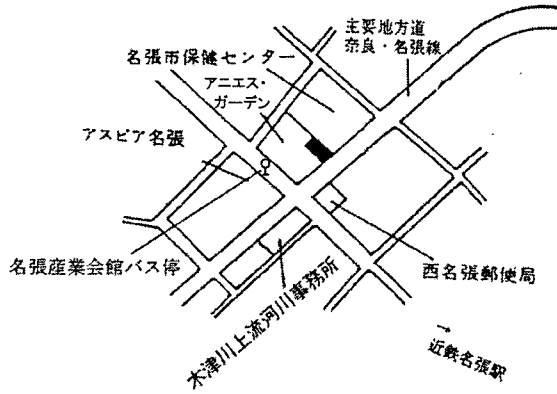 主要地方道
奈良・名張線
名張市保健センター
アニエス・
ガーデン
アスピア名張
名張産業会館バス停
西名張郵便局
木津川上流河川事務所
→
近鉄名張駅